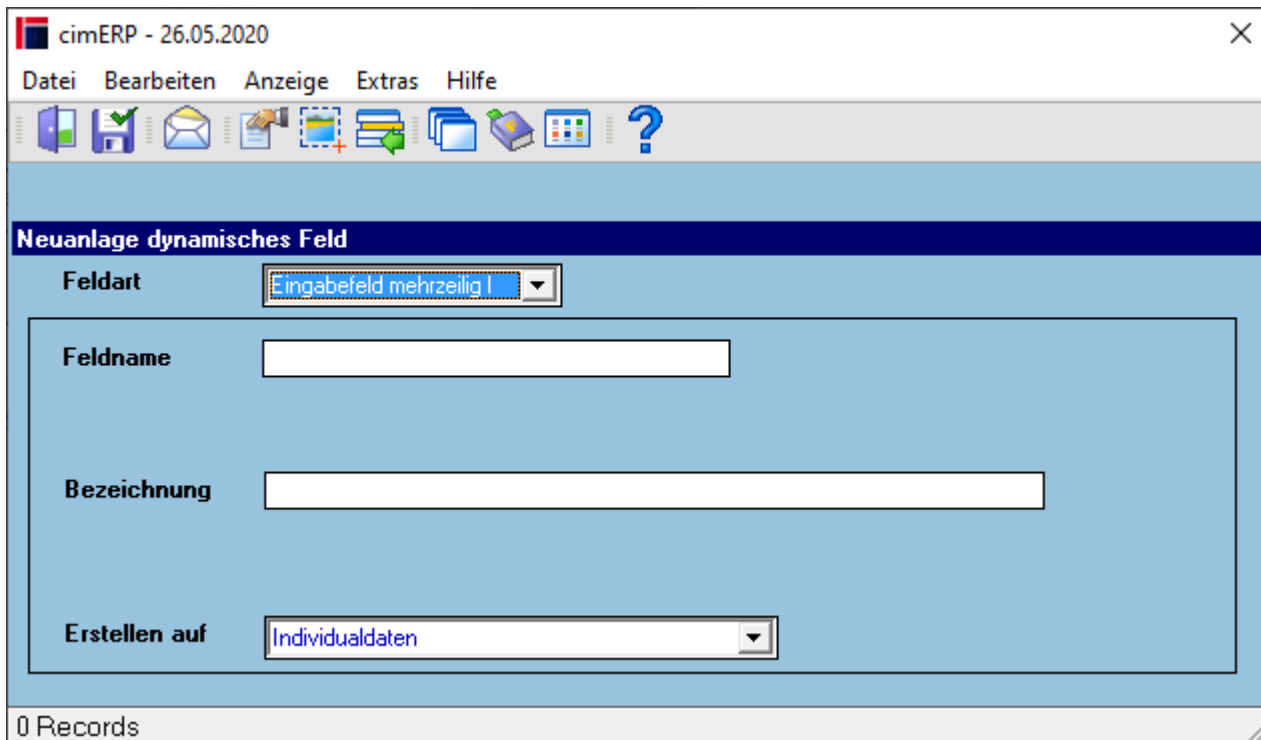 cimERP - 26.05.2020
Datei Bearbeiten Anzeige Extras Hilfe
Neuanlage dynamisches Feld
Feldart Eingabefeld mehrzeilig l
Feldname
Bezeichnung
Erstellen auf Individualdaten
0 Records